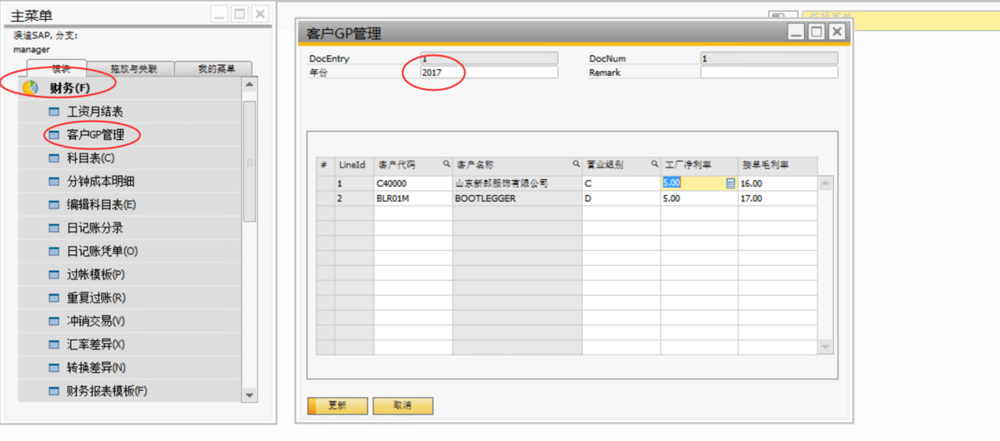 主菜单
溪迪SAP, 分支:
manager
模块 拖放与关联 我的菜单
财务(F)
工资月结表
客户GP管理
科目表(C)
分钟成本明细
编辑科目表(E)
日记账分录
日记账凭单(O)
过帐模板(P)
重复过账(R)
冲销交易(V)
汇率差异(X)
转换差异(N)
财务报表模板(F)
客户GP管理
DocEntry 1 DocNum 1
年份 2017 Remark
# LineId 客户代码 客户名称 营业组别 工厂净利率 接单毛利率
1 C40000 山东新郎服饰有限公司 C 5.00 16.00
2 BLR01M BOOTLEGGER D 5.00 17.00
更新 取消